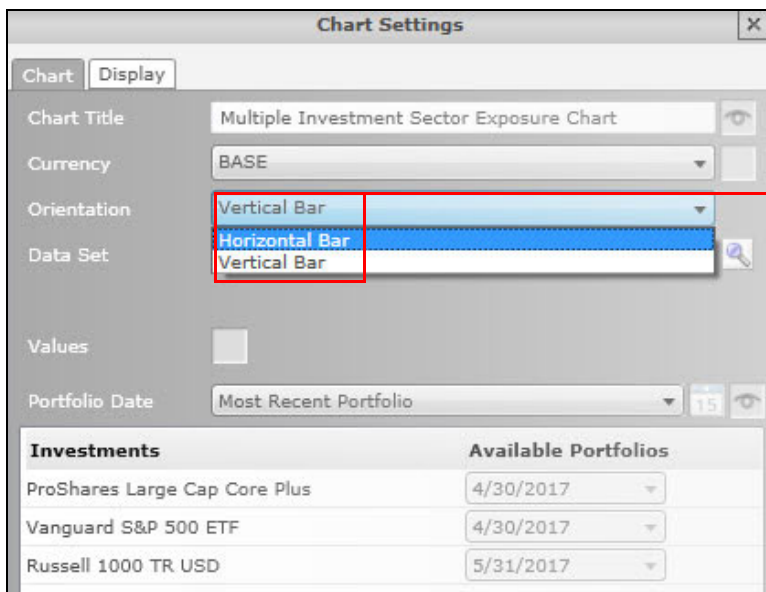 Chart Settings
Chart Display
Chart Title Multiple Investment Sector Exposure Chart
Currency BASE
Orientation Vertical Bar
Horizontal Bar
Data Set Vertical Bar
Values
Portfolio Date Most Recent Portfolio 15
Investments Available Portfolios
ProShares Large Cap Core Plus 4/30/2017
Vanguard S&P 500 ETF 4/30/2017
Russell 1000 TR USD 5/31/2017